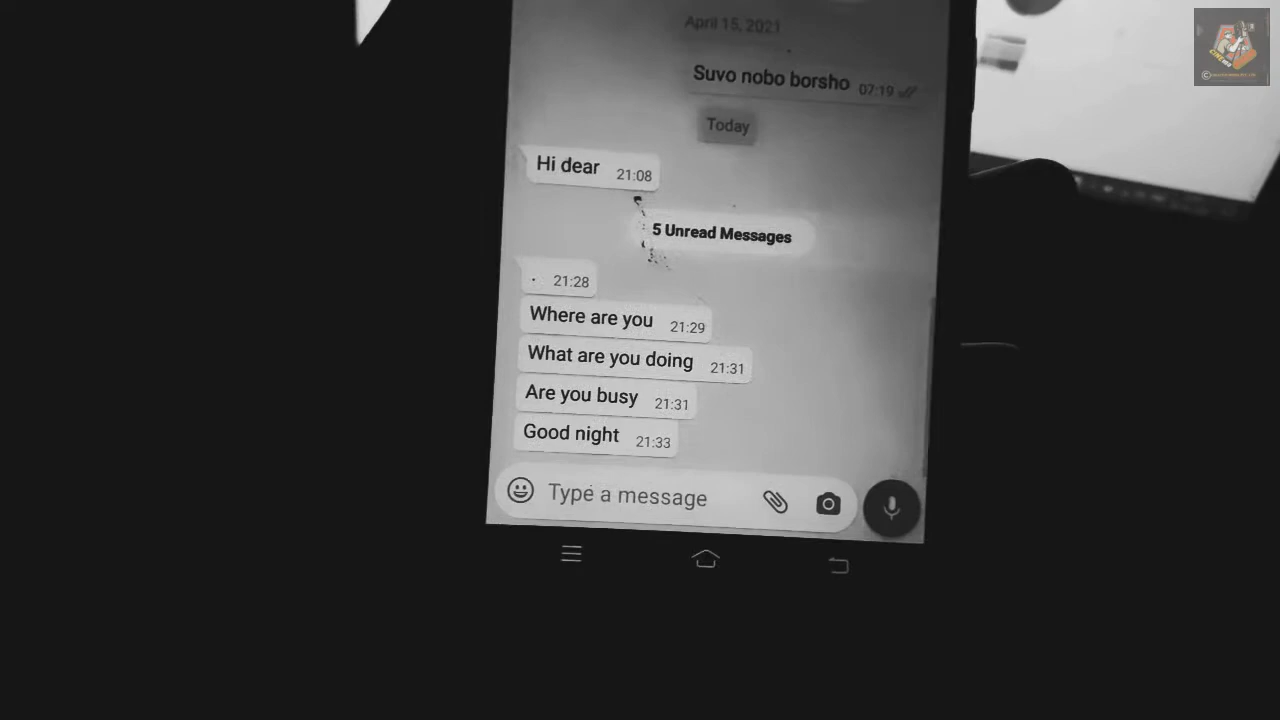 April 15, 2021
Suvo nobo borsho 07:19
Today
Hi dear 21:08
5 Unread Messages
. 21:28
Where are you 21:29
What are you doing 21:31
Are you busy 21:31
Good night 21:33
Type a message